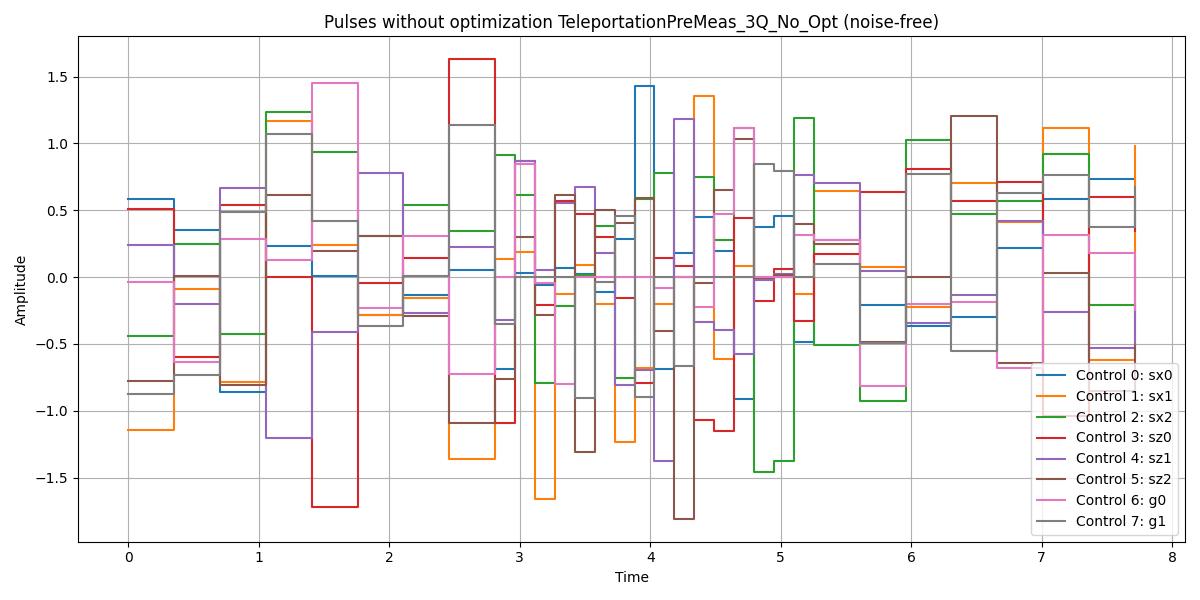 Pulses without optimization TeleportationPreMeas_3Q_No_Opt (noise-free)
Amplitude
1.5
1.0
0.5
0.0
−0.5
−1.0
−1.5
0 1 2 3 4 5 6 7 8
Time
Control 0: sx0
Control 1: sx1
Control 2: sx2
Control 3: sz0
Control 4: sz1
Control 5: sz2
Control 6: g0
Control 7: g1